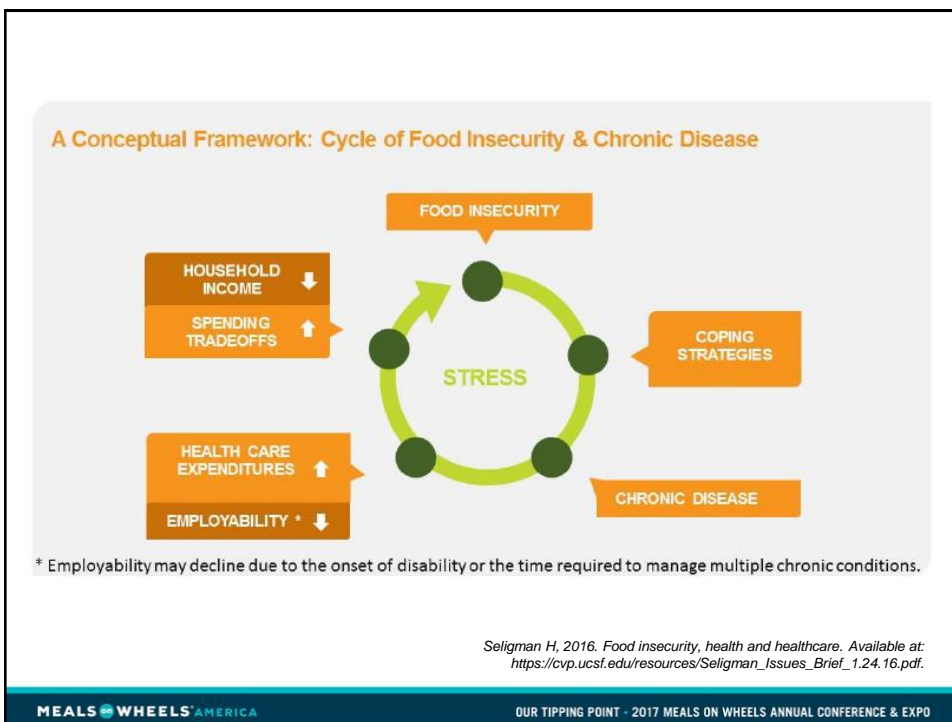 A Conceptual Framework: Cycle of Food Insecurity & Chronic Disease
FOOD INSECURITY
HOUSEHOLD
INCOME
SPENDING
TRADEOFFS
COPING
STRATEGIES
STRESS
HEALTH CARE
EXPENDITURES
EMPLOYABILITY *
CHRONIC DISEASE
* Employability may decline due to the onset of disability or the time required to manage multiple chronic conditions.
Seligman H, 2016. Food insecurity, health and healthcare. Available at:
https://cvp.ucsf.edu/resources/Seligman_Issues_Brief_1.24.16.pdf.
MEALS on WHEELS AMERICA
OUR TIPPING POINT - 2017 MEALS ON WHEELS ANNUAL CONFERENCE & EXPO